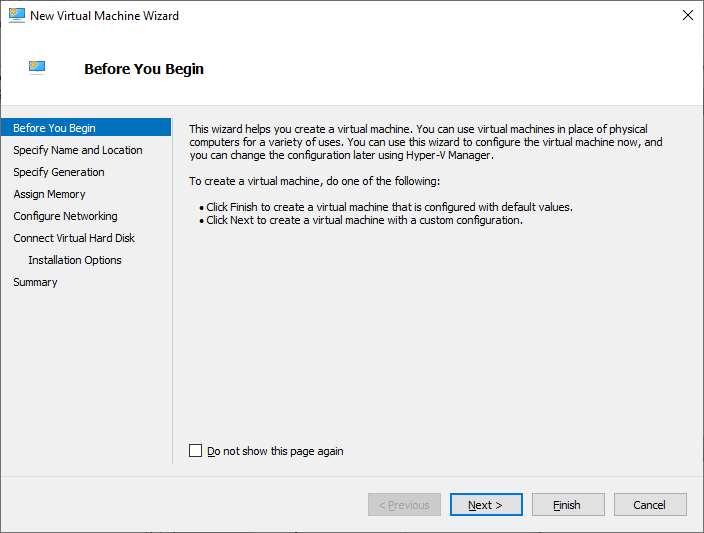 New Virtual Machine Wizard
Before You Begin
Before You Begin
Specify Name and Location
Specify Generation
Assign Memory
Configure Networking
Connect Virtual Hard Disk
Installation Options
Summary
This wizard helps you create a virtual machine. You can use virtual machines in place of physical
computers for a variety of uses. You can use this wizard to configure the virtual machine now, and
you can change the configuration later using Hyper-V Manager.
To create a virtual machine, do one of the following:
• Click Finish to create a virtual machine that is configured with default values.
• Click Next to create a virtual machine with a custom configuration.
Do not show this page again
< Previous
Next >
Finish
Cancel